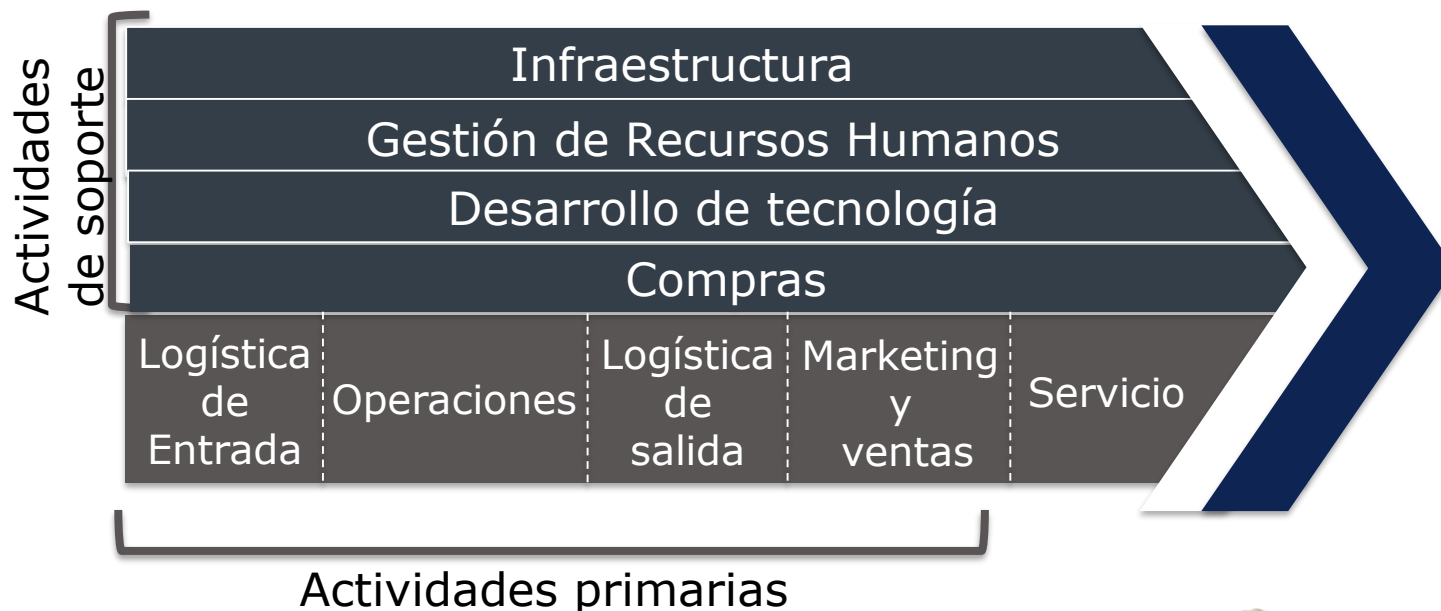 Actividades
de soporte
Infraestructura
Gestión de Recursos Humanos
Desarrollo de tecnología
Compras
Logística
de
Entrada
Operaciones
Logística
de
salida
Marketing
y
ventas
Servicio
Actividades primarias